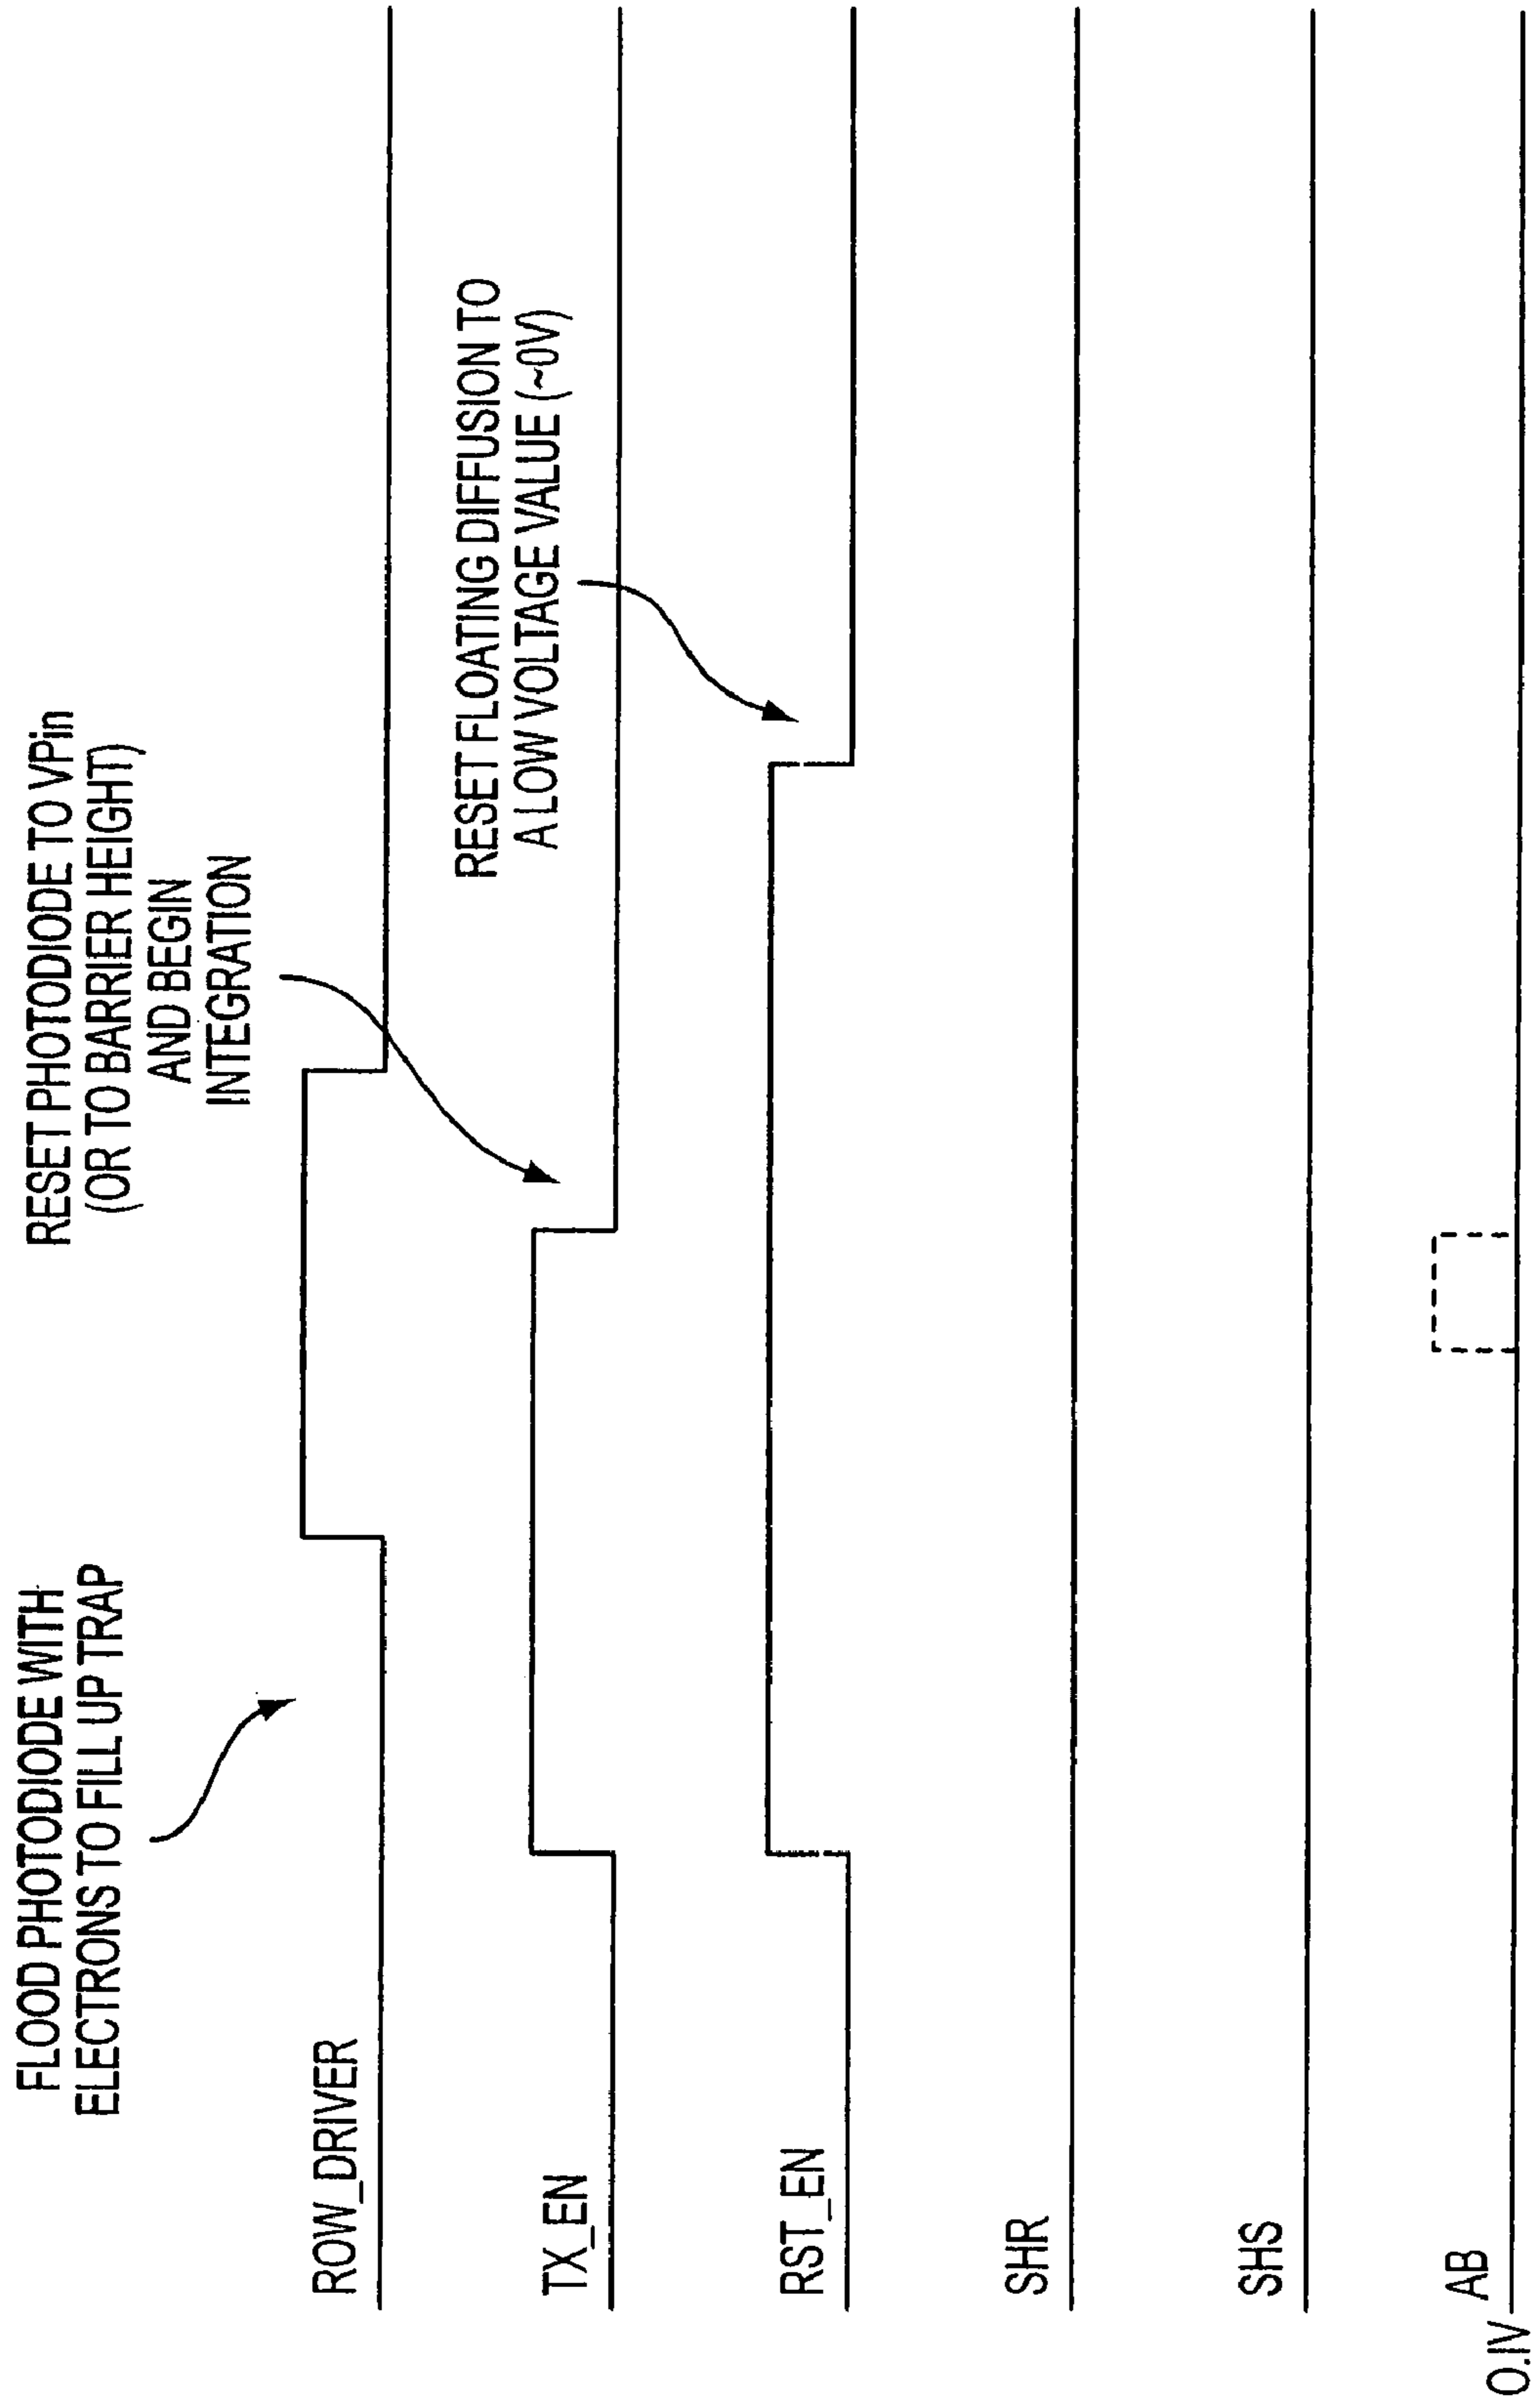 FLOOD PHOTODIODE WITH
ELECTRONS TO FILL UP TRAP
RESET PHOTODIODE TO VPin
(OR TO BARRIER HEIGHT)
AND BEGIN
INTEGRATION
ROW_DRIVER
RESET FLOATING DIFFUSION TO
A LOW VOLTAGE VALUE (~0V)
TX_EN
RST_EN
SHR
SHS
AB
O.IV